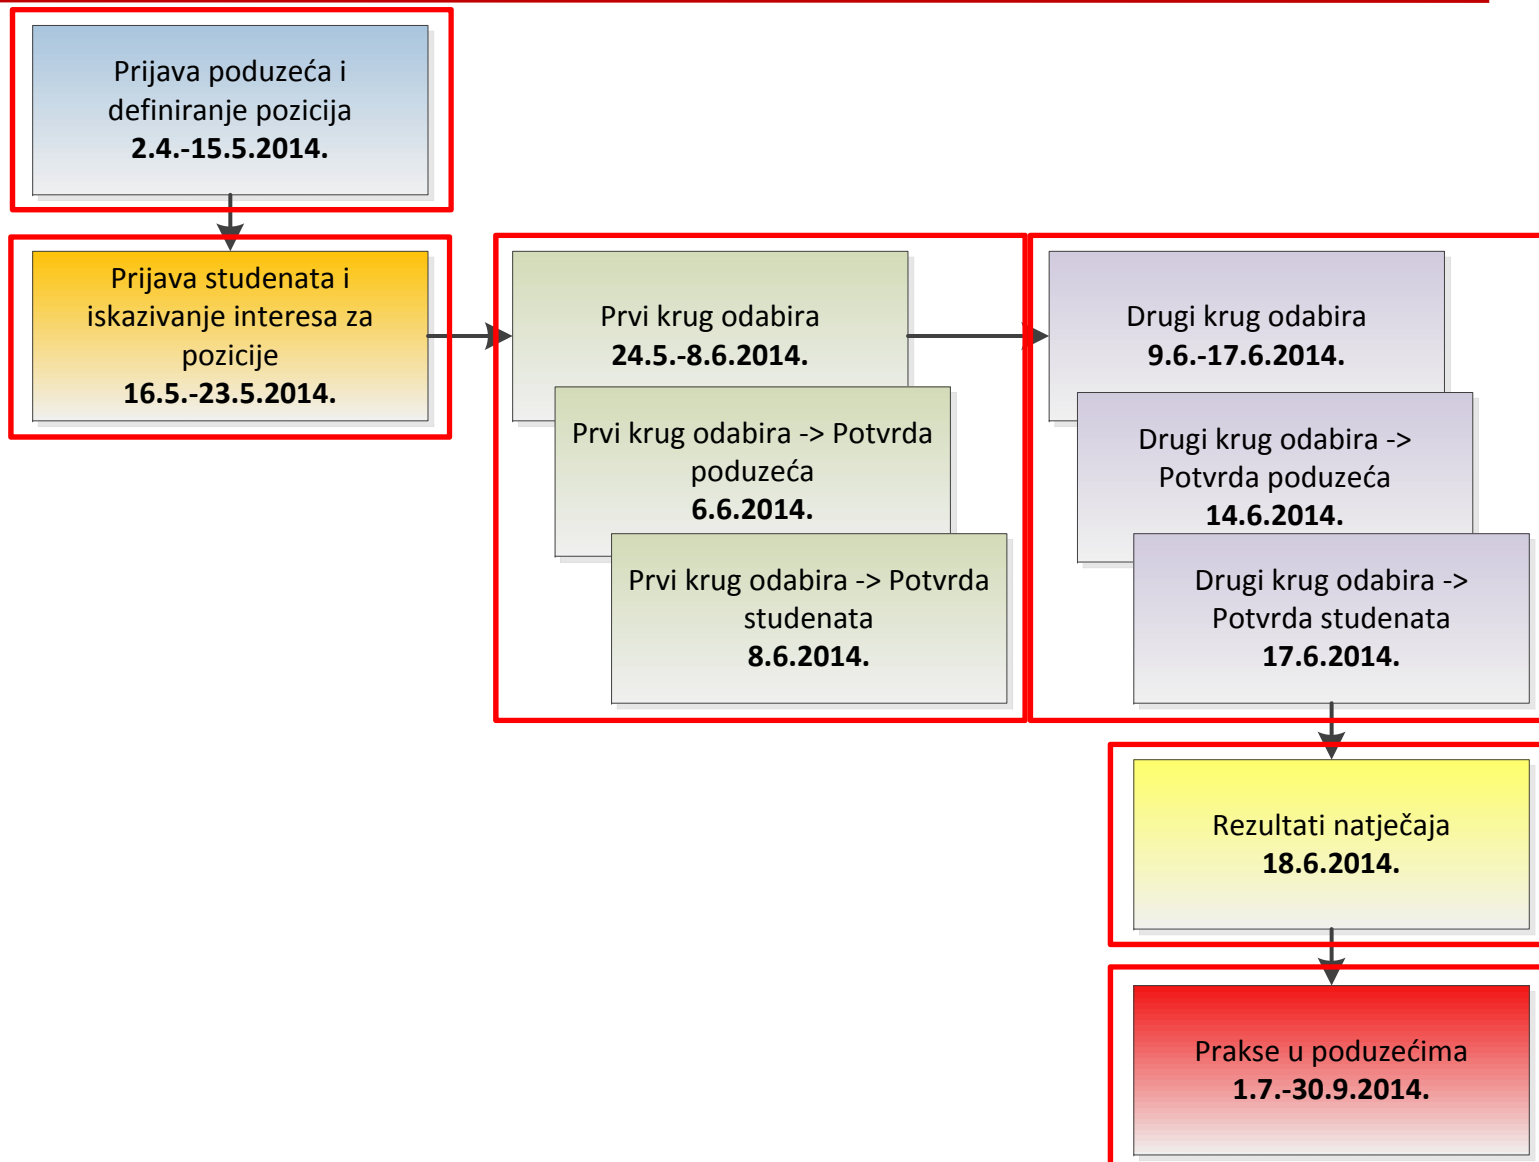 Prijava poduzeća i
definiranje pozicija
2.4.-15.5.2014.
Prijava studenata i
iskazivanje interesa za
pozicije
16.5.-23.5.2014.
Prvi krug odabira
24.5.-8.6.2014.
Prvi krug odabira -> Potvrda
poduzeća
6.6.2014.
Prvi krug odabira -> Potvrda
studenata
8.6.2014.
Drugi krug odabira
9.6.-17.6.2014.
Drugi krug odabira ->
Potvrda poduzeća
14.6.2014.
Drugi krug odabira ->
Potvrda studenata
17.6.2014.
Rezultati natječaja
18.6.2014.
Prakse u poduzećima
1.7.-30.9.2014.